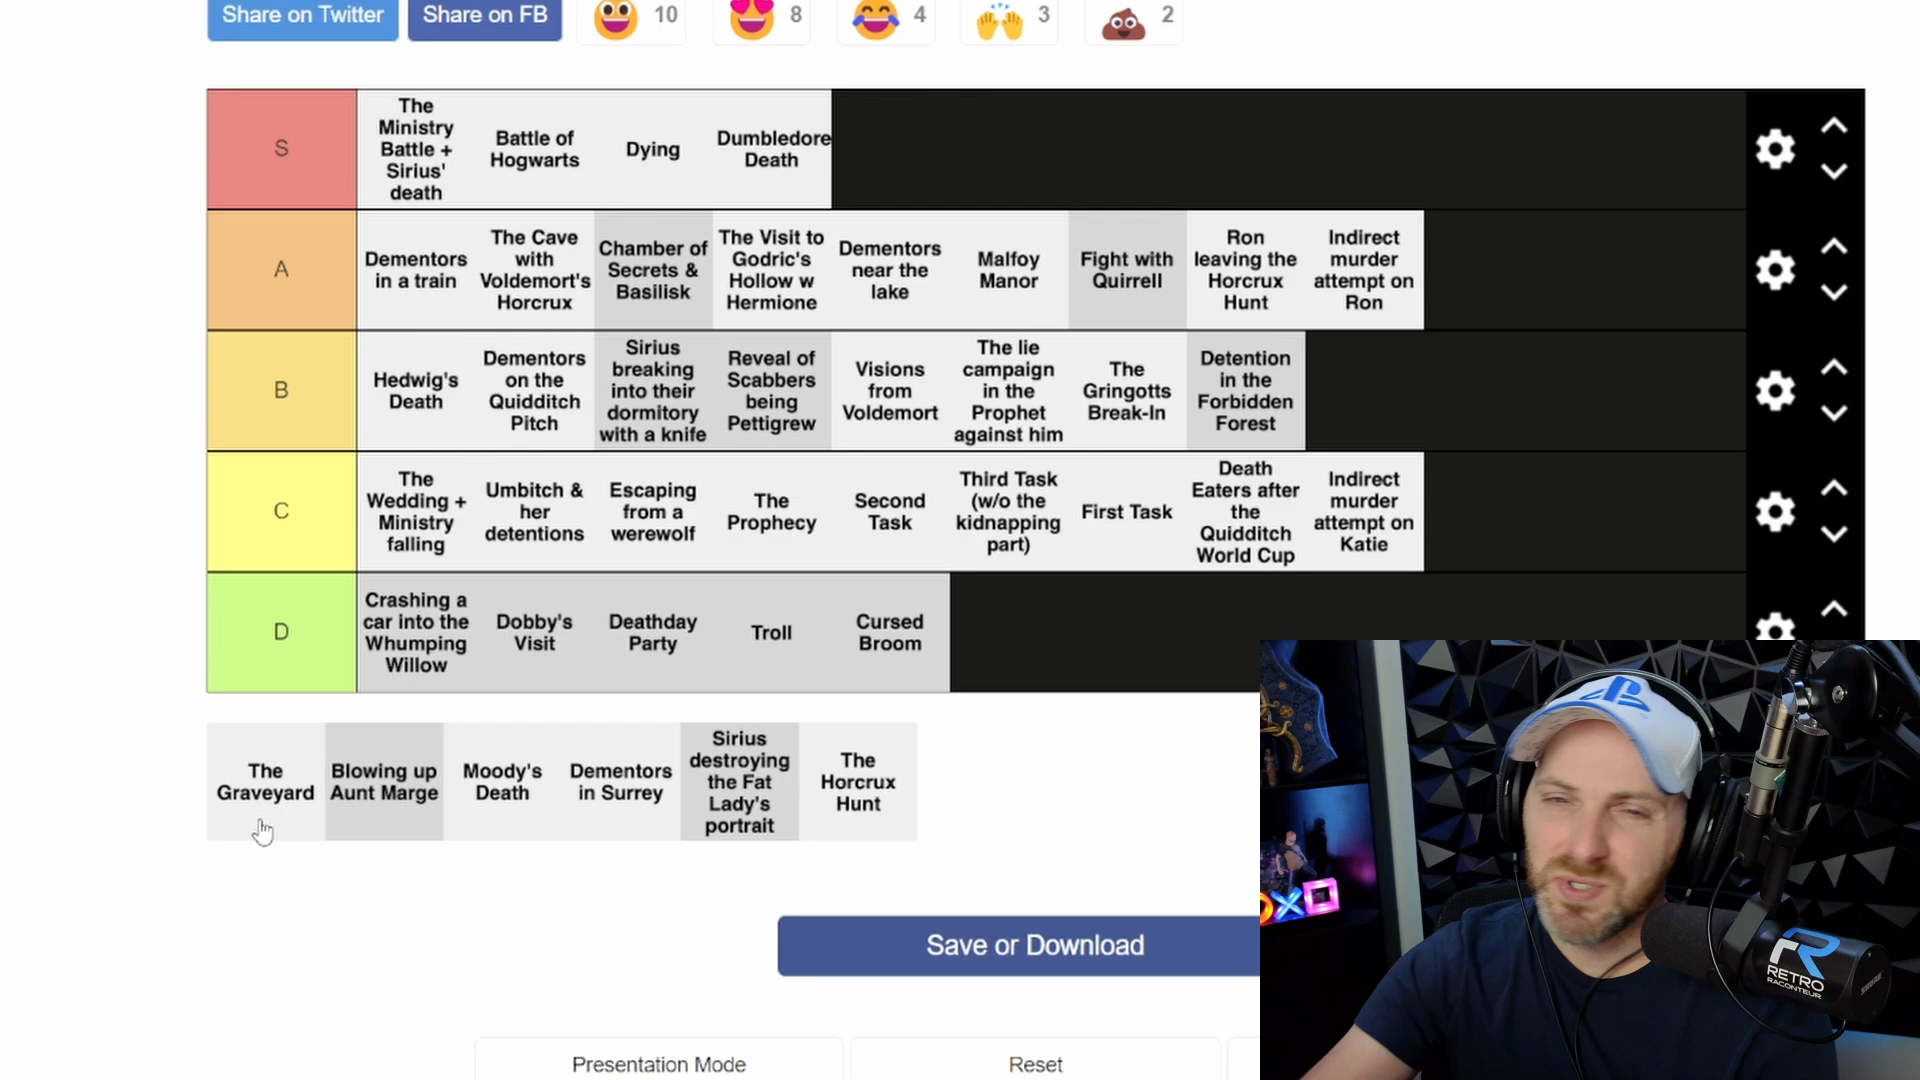 Share on Twitter
Share on FB
10
8
4
3
2
S
The
Ministry
Battle +
Sirius'
death
Battle of
Hogwarts
Dying
Dumbledore
Death
A
Dementors
in a train
The Cave
with
Voldemort's
Horcrux
Chamber of
Secrets &
Basilisk
The Visit to
Godric's
Hollow w
Hermione
Dementors
near the
lake
Malfoy
Manor
Fight with
Quirrell
Ron
leaving the
Horcrux
Hunt
Indirect
murder
attempt on
Ron
B
Hedwig's
Death
Dementors
on the
Quidditch
Pitch
Sirius
breaking
into their
dormitory
with a knife
Reveal of
Scabbers
being
Pettigrew
Visions
from
Voldemort
The lie
campaign
in the
Prophet
against him
The
Gringotts
Break-In
Detention
in the
Forbidden
Forest
C
The
Wedding +
Ministry
falling
Umbitch &
her
detentions
Escaping
from a
werewolf
The
Prophecy
Second
Task
Third Task
(w/o the
kidnapping
part)
First Task
Death
Eaters after
the
Quidditch
World Cup
Indirect
murder
attempt on
Katie
D
Crashing a
car into the
Whumping
Willow
Dobby's
Visit
Deathday
Party
Troll
Cursed
Broom
The
Graveyard
Blowing up
Aunt Marge
Moody's
Death
Dementors
in Surrey
Sirius
destroying
the Fat
Lady's
portrait
The
Horcrux
Hunt
Save or Download
Presentation Mode
Reset
RETRO
RACONTEUR
SHURE